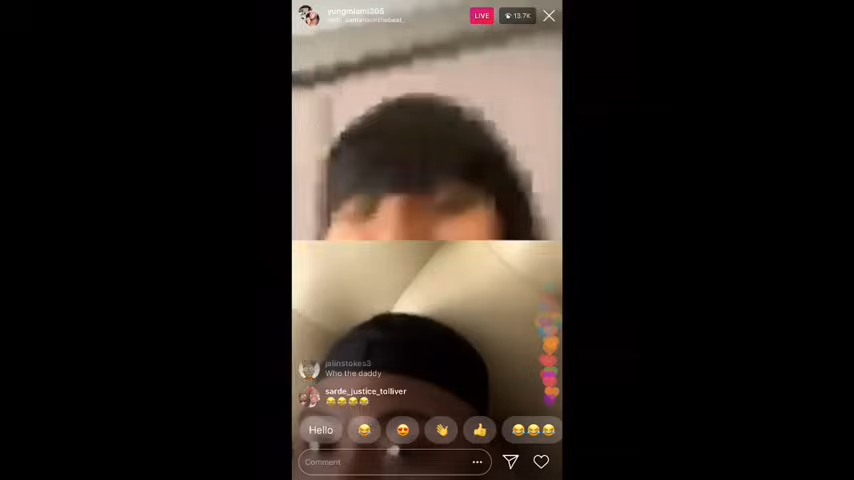 yungmiami305
LIVE
13.7K
jalinstokes3
Who the daddy
sarde_justice_tolliver
😂😂😂😂
Hello
😂
😍
👋
👍
😂😂😂
Comment